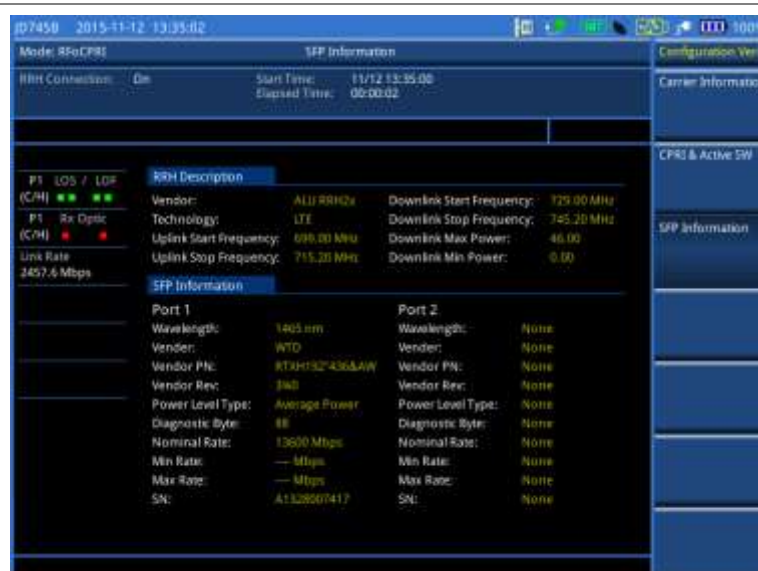 JD745B 2015-11-12 13:35:02
Mode: RFoCPRI SFP Information
RRH Connection: On Start Time: 11/12 13:35:00
Elapsed Time: 00:00:02
Configuration
Carrier Informatio
CPRI & Active SW
SFP Information
P1 LOS / LOF
(C/H)
P1 Rx Optic
(C/H)
Link Rate
2457.6 Mbps
RRH Description
Vendor: ALU RRH2x Downlink Start Frequency: 729.00 MHz
Technology: LTE Downlink Stop Frequency: 745.20 MHz
Uplink Start Frequency: 699.00 MHz Downlink Max Power: 46.00
Uplink Stop Frequency: 715.20 MHz Downlink Min Power: 0.00
SFP Information
Port 1 Port 2
Wavelength: nm Wavelength: None
Vender: WTD Vender: None
Vendor PN: Vendor PN: None
Vendor Rev: Vendor Rev: None
Power Level Type: Average Power Power Level Type: None
Diagnostic Byte: Diagnostic Byte: None
Nominal Rate: 13600 Mbps Nominal Rate: None
Min Rate: --- Mbps Min Rate: None
Max Rate: --- Mbps Max Rate: None
SN: SN: None